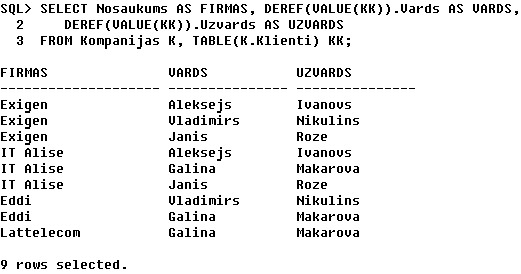 SQL> SELECT Nosaukums AS FIRMAS, DEREF(VALUE(KK)).Vards AS VARDS,
  2      DEREF(VALUE(KK)).Uzvards AS UZVARDS
  3  FROM Kompanijas K, TABLE(K.Klienti) KK;
FIRMAS               VARDS           UZVARDS
-------------------- --------------- ---------------
Exigen               Aleksejs        Ivanovs
Exigen               Vladimirs       Nikulins
Exigen               Janis           Roze
IT Alise             Aleksejs        Ivanovs
IT Alise             Galina          Makarova
IT Alise             Janis           Roze
Eddi                 Vladimirs       Nikulins
Eddi                 Galina          Makarova
Lattelecom           Galina          Makarova
9 rows selected.